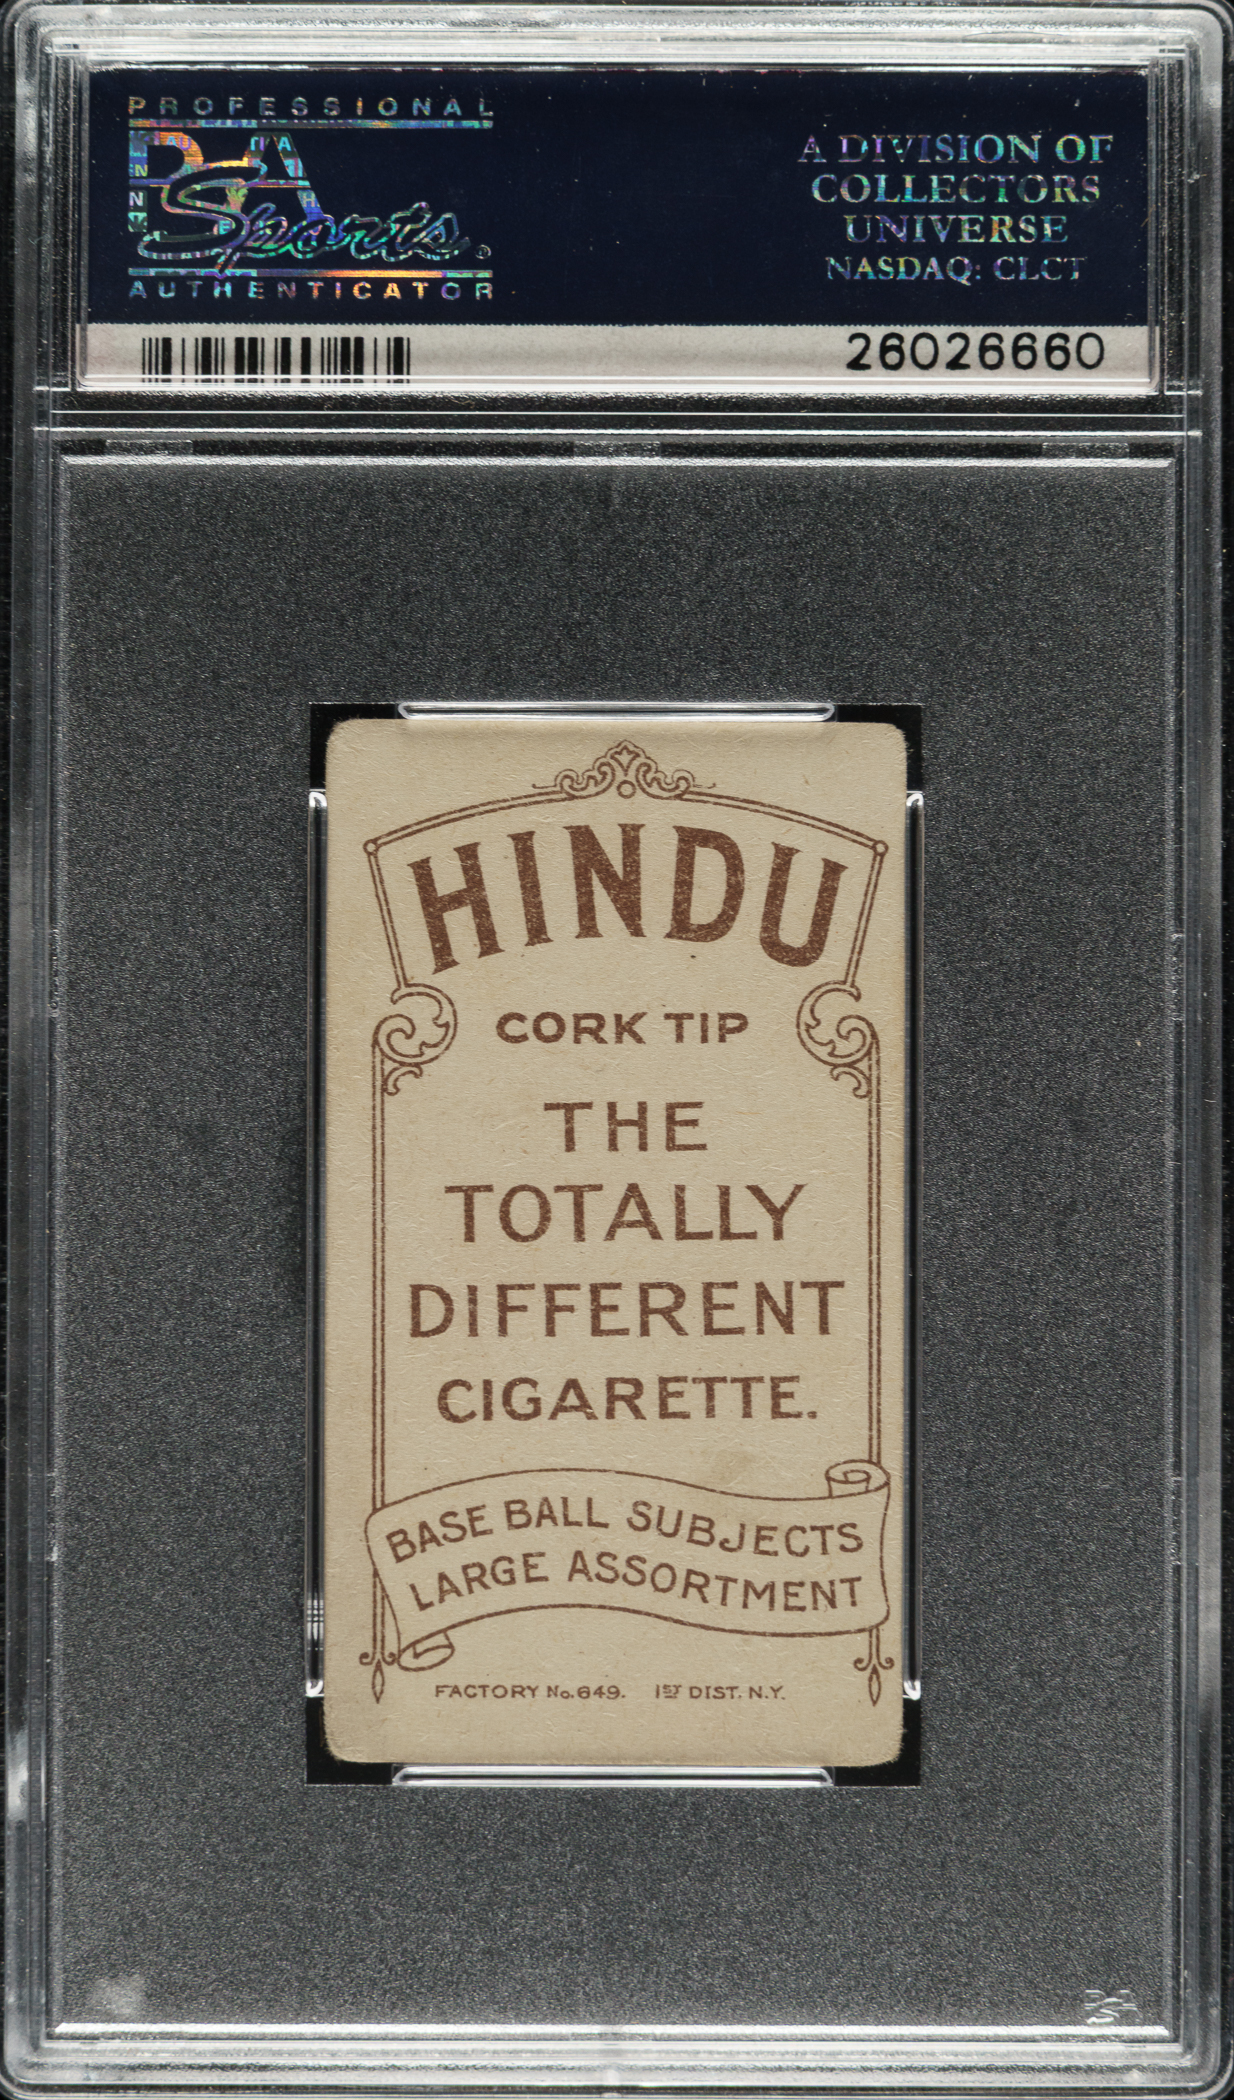 PROFESSIONAL
PSA
Sports®
AUTHENTICATOR
A DIVISION OF
COLLECTORS
UNIVERSE
NASDAQ: CLCT
26026660
HINDU
CORK TIP
THE
TOTALLY
DIFFERENT
CIGARETTE.
BASE BALL SUBJECTS
LARGE ASSORTMENT
FACTORY No. 649. 1ST DIST. N.Y.
PSA